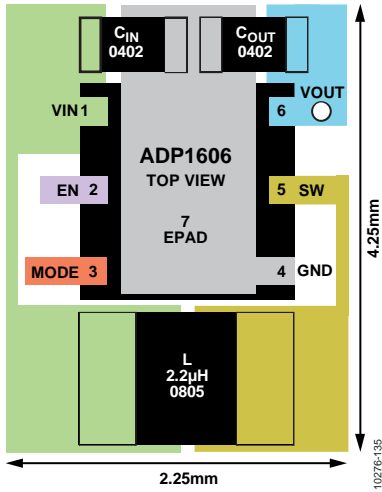 CIN
0402
COUT
0402
VIN 1
6
VOUT
ADP1606
TOP VIEW
EN 2
5 SW
7
EPAD
MODE 3
4 GND
L
2.2µH
0805
4.25mm
2.25mm
10276-135